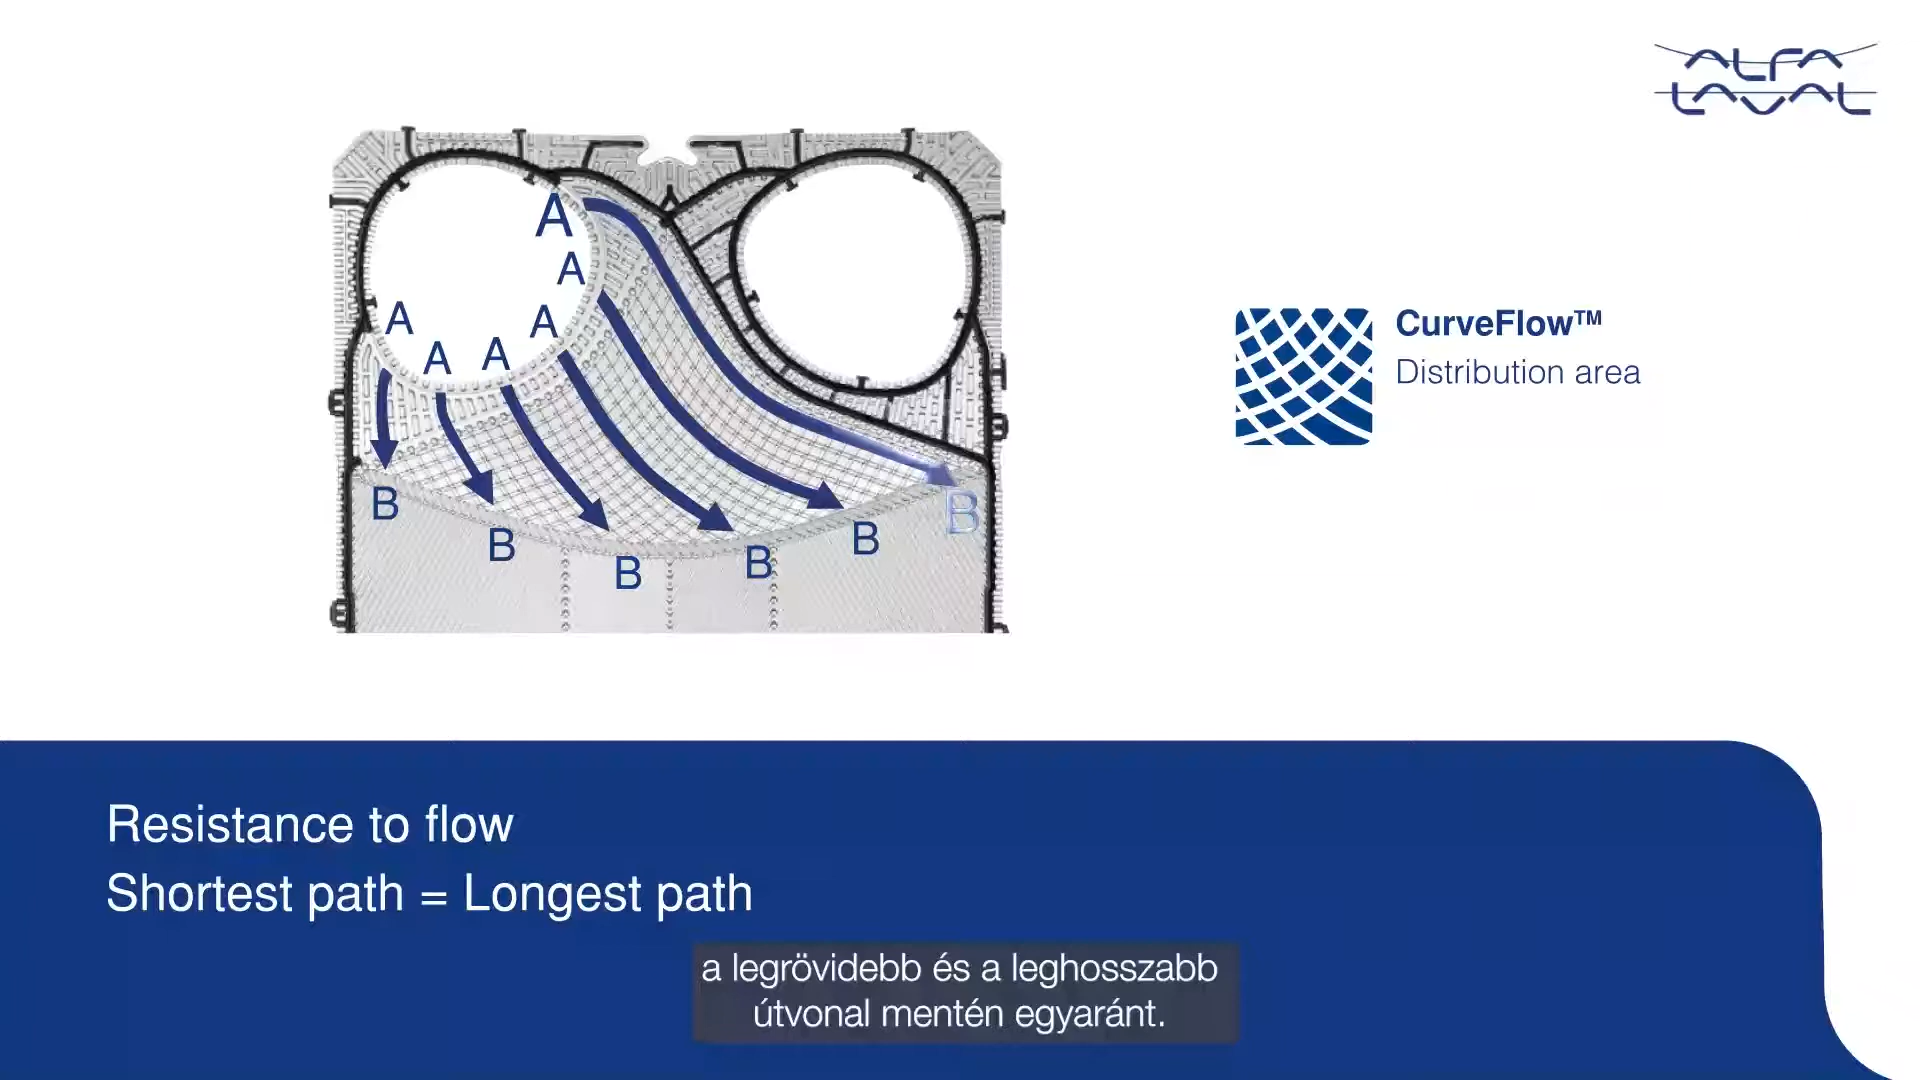 ALFA
LAVAL
A
A
A
A
A
A
B
B
B
B
B
B
CurveFlow™
Distribution area
Resistance to flow
Shortest path = Longest path
a legrövidebb és a leghosszabb
útvonal mentén egyaránt.